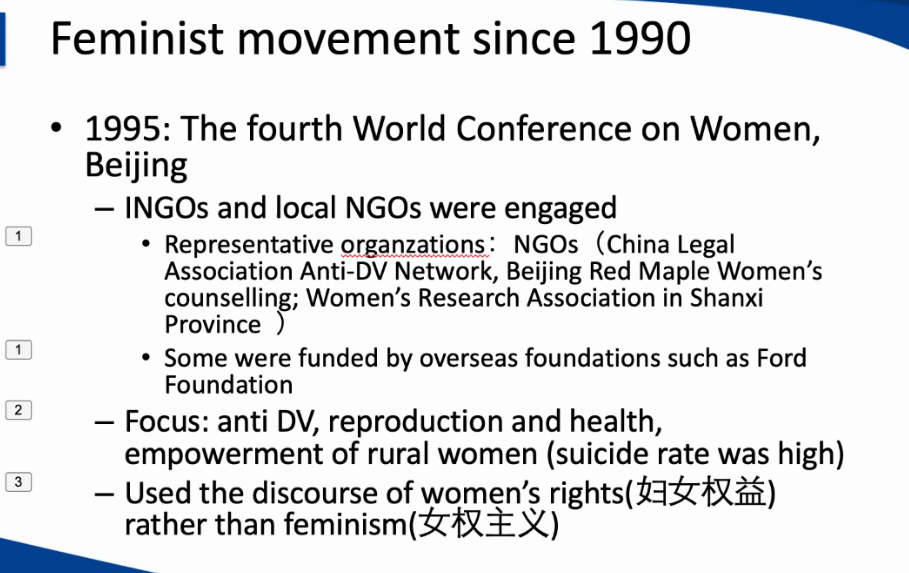 Feminist movement since 1990
• 1995: The fourth World Conference on Women,
Beijing
– INGOs and local NGOs were engaged
1
• Representative organzations：NGOs（China Legal
Association Anti-DV Network, Beijing Red Maple Women’s
counselling; Women’s Research Association in Shanxi
Province ）
1
• Some were funded by overseas foundations such as Ford
Foundation
2
– Focus: anti DV, reproduction and health,
empowerment of rural women (suicide rate was high)
3
– Used the discourse of women’s rights(妇女权益)
rather than feminism(女权主义)